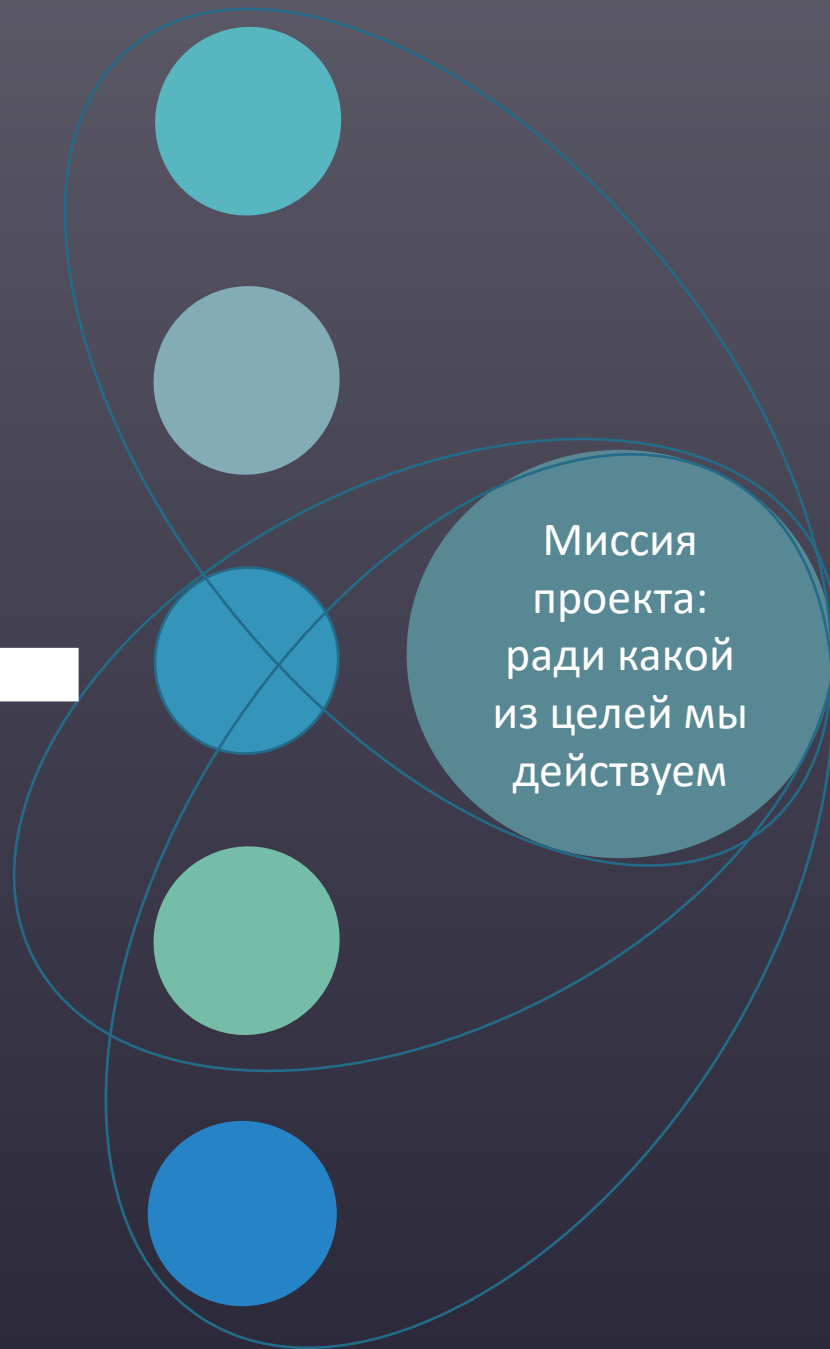 Миссия
проекта:
ради какой
из целей мы
действуем